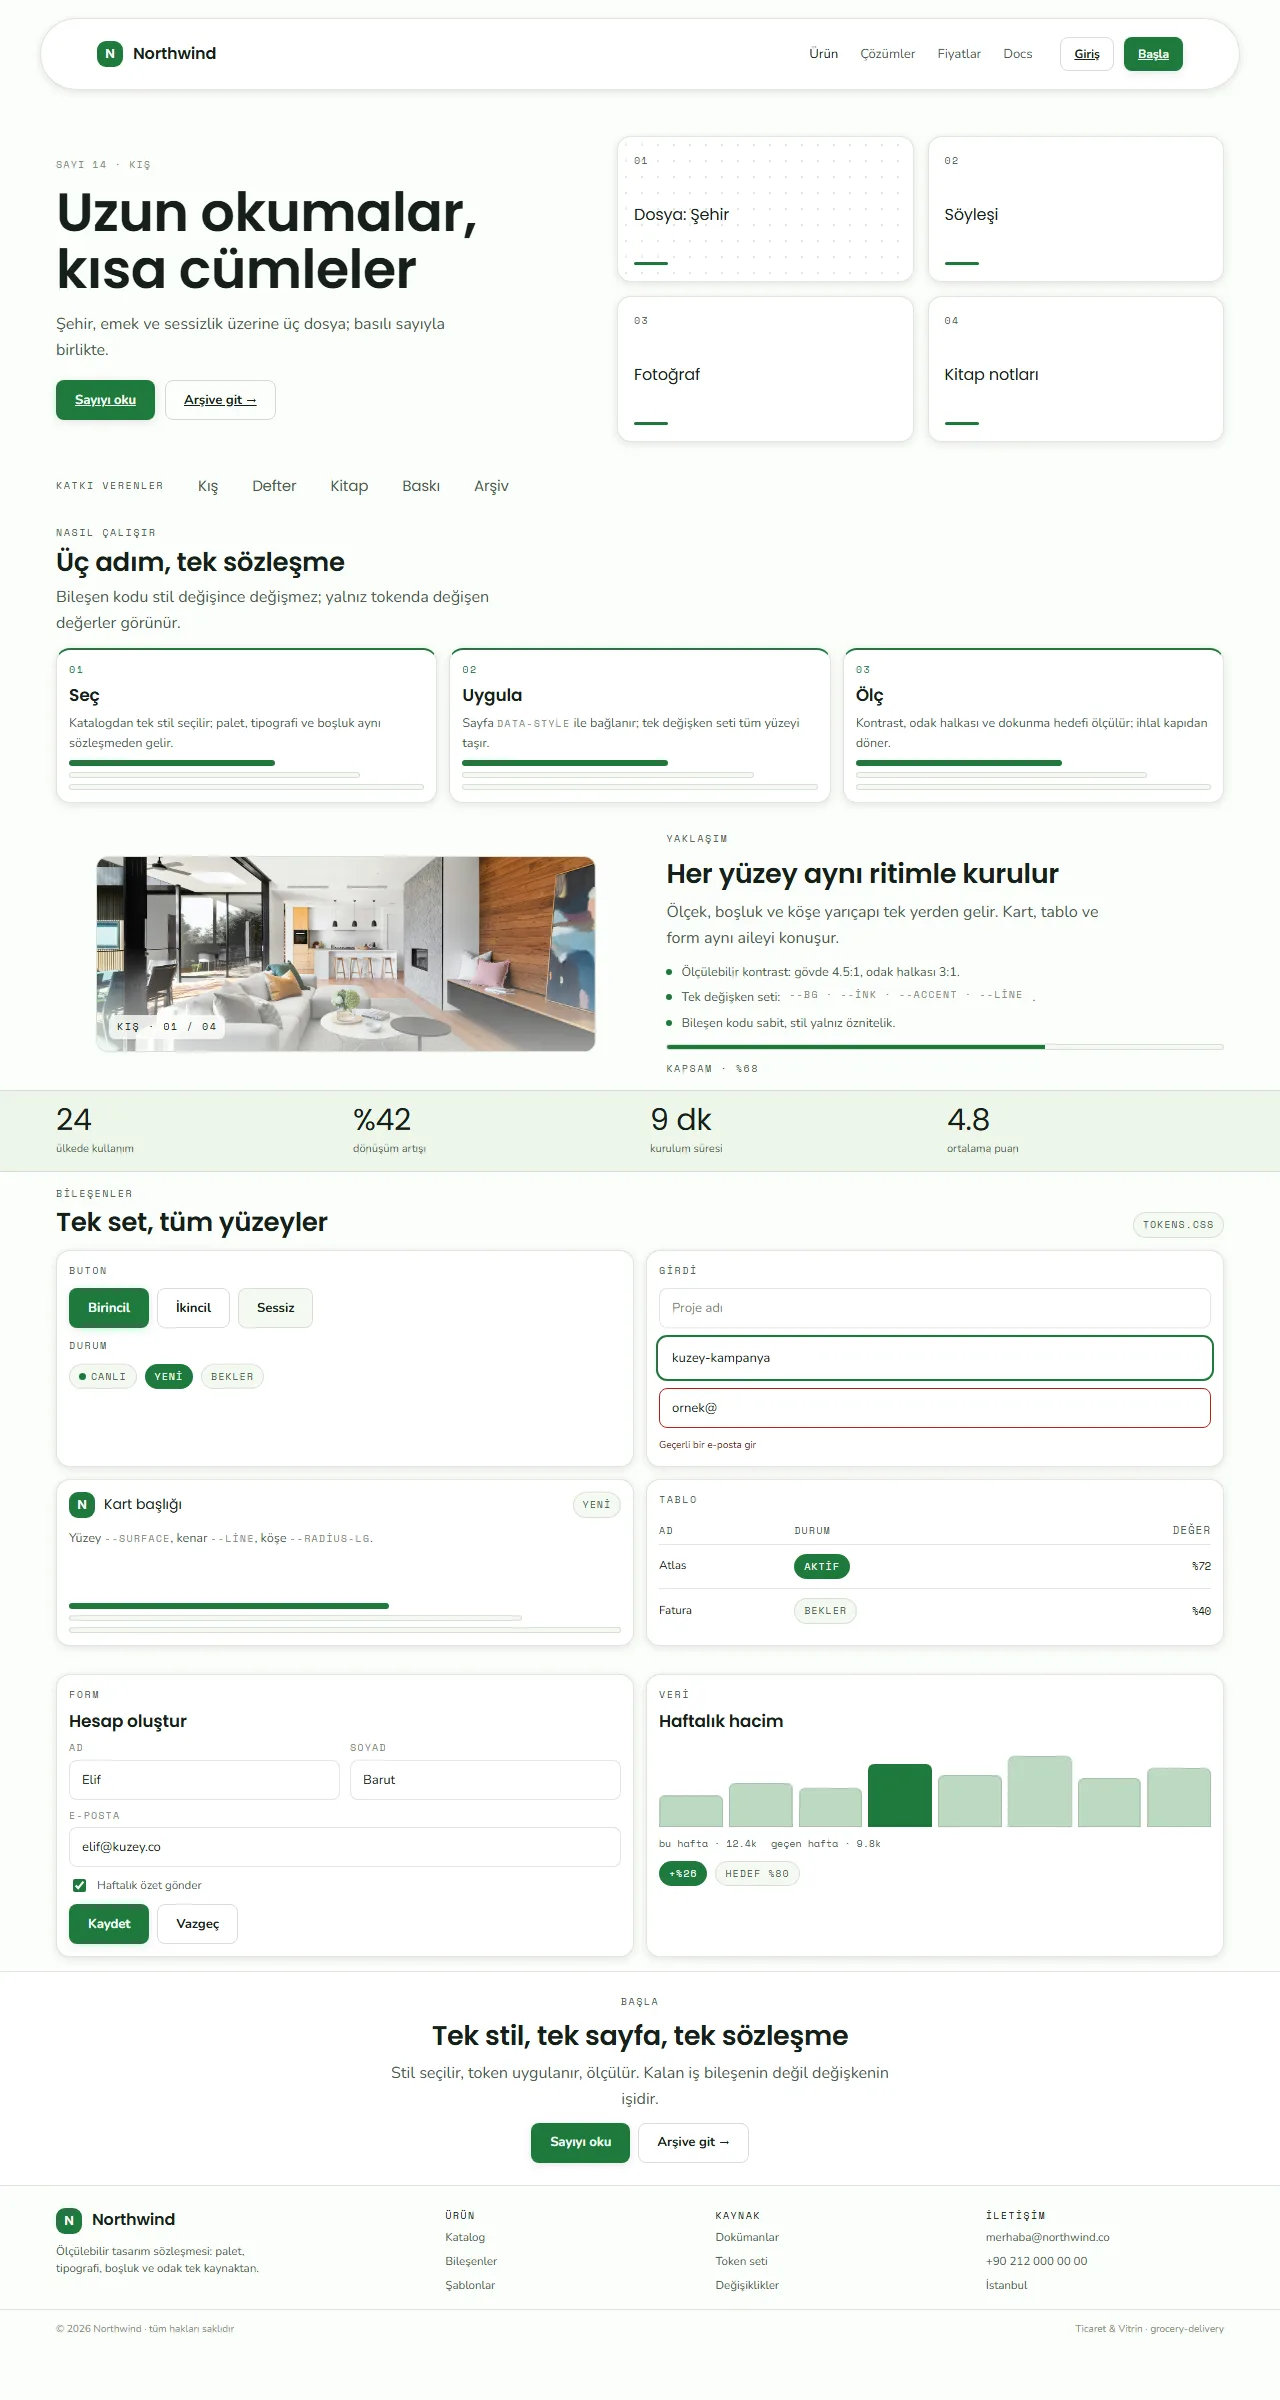 N Northwind
Ürün Çözümler Fiyatlar Docs Giriş Başla
SAYI 14 · KIŞ
Uzun okumalar,
kısa cümleler
Şehir, emek ve sessizlik üzerine üç dosya; basılı sayıyla
birlikte.
Sayıyı oku Arşive git →
01
Dosya: Şehir
02
Söyleşi
03
Fotoğraf
04
Kitap notları
KATKI VERENLER Kış Defter Kitap Baskı Arşiv
NASIL ÇALIŞIR
Üç adım, tek sözleşme
Bileşen kodu stil değişince değişmez; yalnız tokenda değişen
değerler görünür.
01
Seç
Katalogdan tek stil seçilir; palet, tipografi ve boşluk aynı
sözleşmeden gelir.
02
Uygula
Sayfa DATA-STYLE ile bağlanır; tek değişken seti tüm yüzeyi
taşır.
03
Ölç
Kontrast, odak halkası ve dokunma hedefi ölçülür; ihlal kapıdan
döner.
KIŞ · 01 / 04
YAKLAŞIM
Her yüzey aynı ritimle kurulur
Ölçek, boşluk ve köşe yarıçapı tek yerden gelir. Kart, tablo ve
form aynı aileyi konuşur.
Ölçülebilir kontrast: gövde 4.5:1, odak halkası 3:1.
Tek değişken seti: --BG · --İNK · --ACCENT · --LİNE .
Bileşen kodu sabit, stil yalnız öznitelik.
KAPSAM · %68
24
ülkede kullanım
%42
dönüşüm artışı
9 dk
kurulum süresi
4.8
ortalama puan
BİLEŞENLER
Tek set, tüm yüzeyler
TOKENS.CSS
BUTON
Birincil İkincil Sessiz
DURUM
CANLI YENİ BEKLER
GİRDİ
Proje adı
kuzey-kampanya
ornek@
Geçerli bir e-posta gir
N Kart başlığı YENİ
Yüzey --SURFACE, kenar --LİNE, köşe --RADİUS-LG.
TABLO
AD DURUM DEĞER
Atlas AKTİF %72
Fatura BEKLER %40
FORM
Hesap oluştur
AD SOYAD
Elif Barut
E-POSTA
elif@kuzey.co
Haftalık özet gönder
Kaydet Vazgeç
VERİ
Haftalık hacim
bu hafta · 12.4k geçen hafta · 9.8k
+%26 HEDEF %80
BAŞLA
Tek stil, tek sayfa, tek sözleşme
Stil seçilir, token uygulanır, ölçülür. Kalan iş bileşenin değil değişkenin
işidir.
Sayıyı oku Arşive git →
N Northwind
Ölçülebilir tasarım sözleşmesi: palet,
tipografi, boşluk ve odak tek kaynaktan.
ÜRÜN
Katalog
Bileşenler
Şablonlar
KAYNAK
Dokümanlar
Token seti
Değişiklikler
İLETİŞİM
merhaba@northwind.co
+90 212 000 00 00
İstanbul
© 2026 Northwind · tüm hakları saklıdır
Ticaret & Vitrin · grocery-delivery